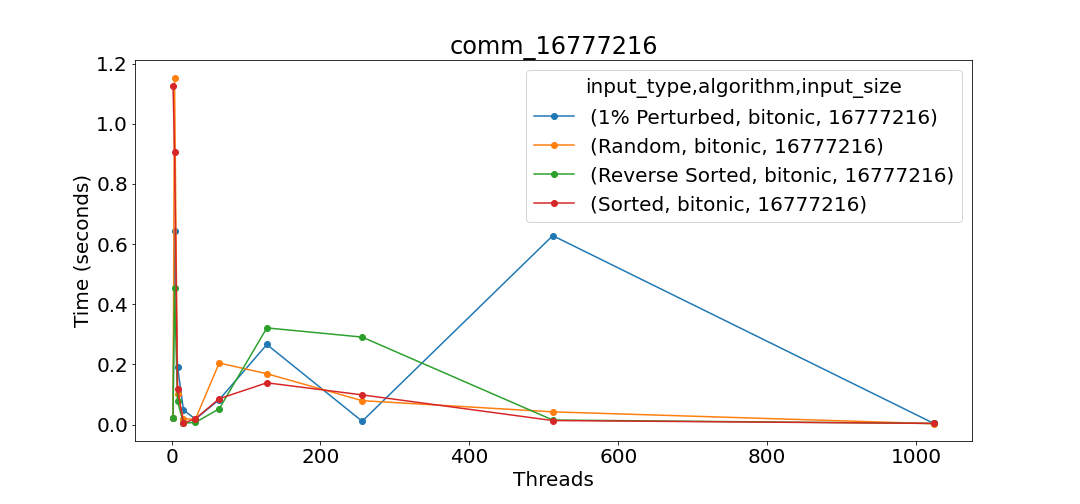 comm_16777216
input_type,algorithm,input_size
(1% Perturbed, bitonic, 16777216)
(Random, bitonic, 16777216)
(Reverse Sorted, bitonic, 16777216)
(Sorted, bitonic, 16777216)
Time (seconds)
1.2
1.0
0.8
0.6
0.4
0.2
0.0
0 200 400 600 800 1000
Threads